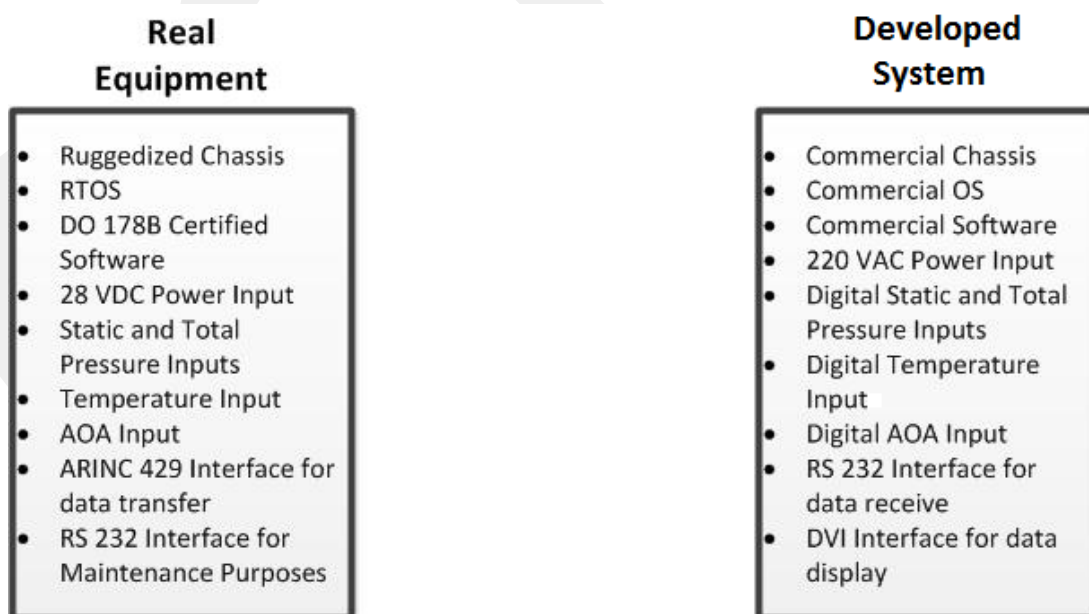 Real
Equipment
• Ruggedized Chassis
• RTOS
• DO 178B Certified
Software
• 28 VDC Power Input
• Static and Total
Pressure Inputs
• Temperature Input
• AOA Input
• ARINC 429 Interface for
data transfer
• RS 232 Interface for
Maintenance Purposes
Developed
System
• Commercial Chassis
• Commercial OS
• Commercial Software
• 220 VAC Power Input
• Digital Static and Total
Pressure Inputs
• Digital Temperature
Input
• Digital AOA Input
• RS 232 Interface for
data receive
• DVI Interface for data
display